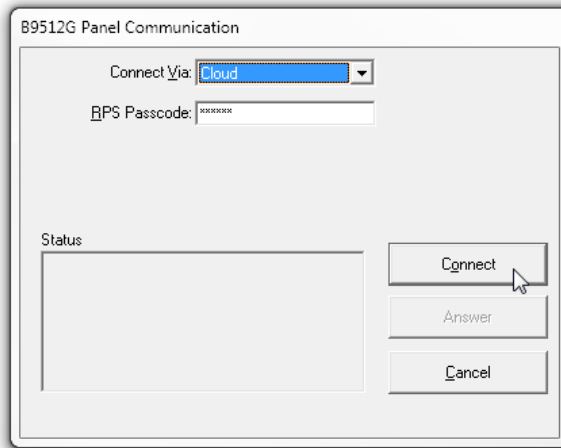 B9512G Panel Communication
Connect Via: Cloud
RPS Passcode: ******
Status
Connect
Answer
Cancel